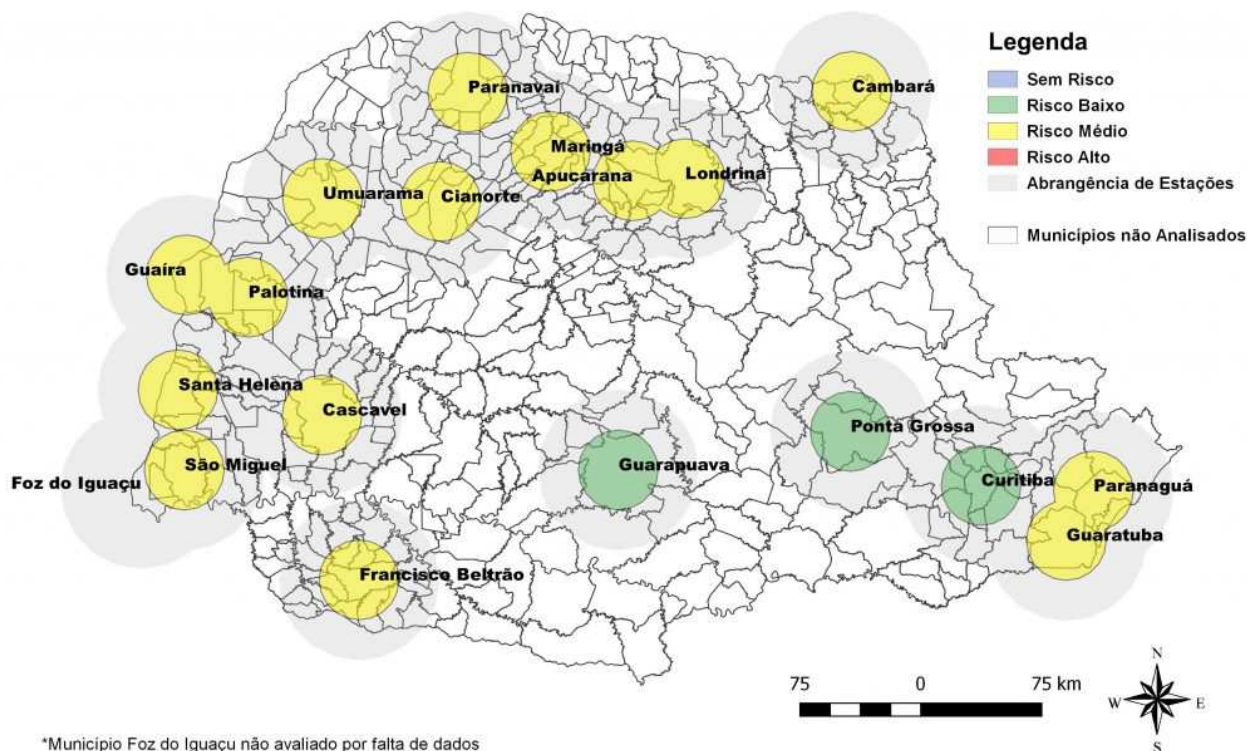 Legenda
Sem Risco
Risco Baixo
Risco Médio
Risco Alto
Abrangência de Estações
Municípios não Analisados
Paranavaí
Cambará
Maringá
Apucarana
Londrina
Umuarama
Cianorte
Guaíra
Palotina
Santa Helena
Cascavel
Ponta Grossa
São Miguel
Guarapuava
Foz do Iguaçu
Curitiba
Paranaguá
Guaratuba
Francisco Beltrão
75 0 75 km
N
W E
S
*Município Foz do Iguaçu não avaliado por falta de dados